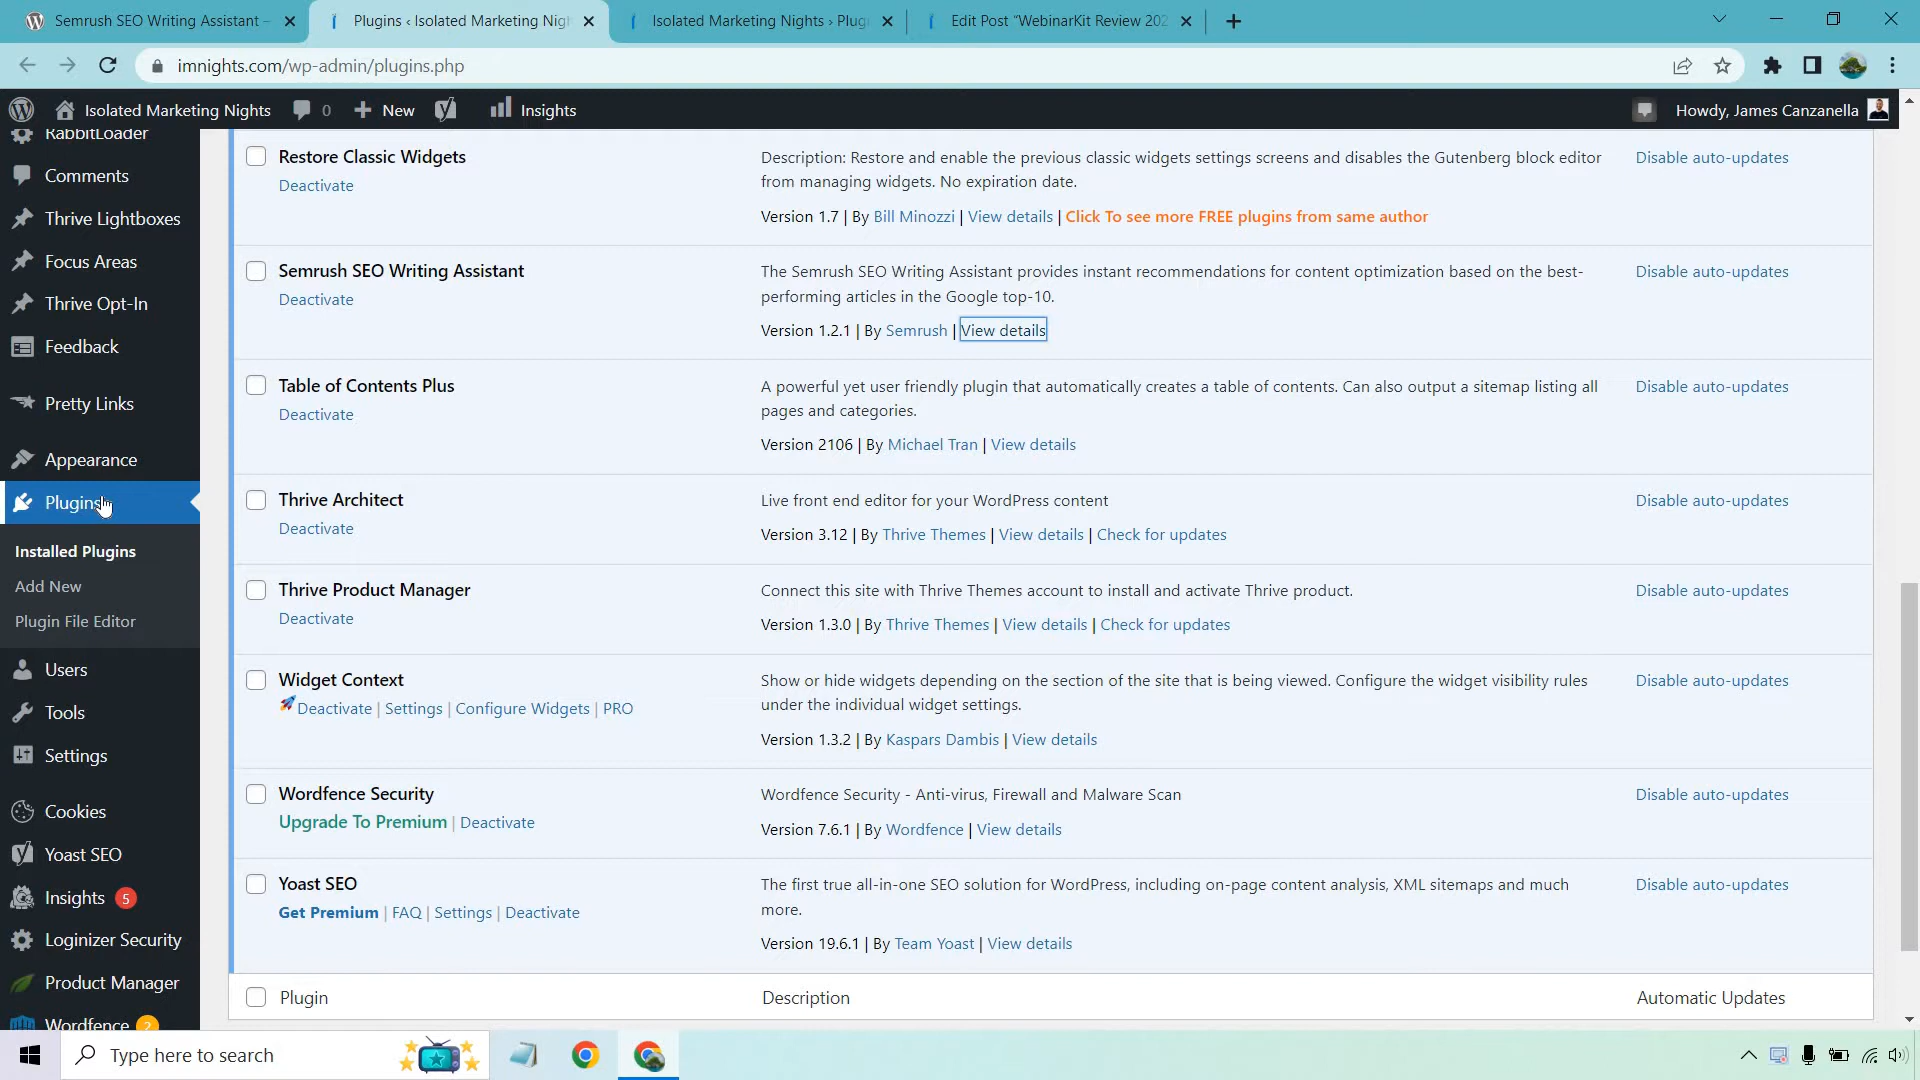 Semrush SEO Writing Assistant –
Plugins ‹ Isolated Marketing Nigh
Isolated Marketing Nights › Plug
Edit Post "WebinarKit Review 202
imnights.com/wp-admin/plugins.php
Isolated Marketing Nights
0
New
Insights
Howdy, James Canzanella
RabbitLoader
Comments
Thrive Lightboxes
Focus Areas
Thrive Opt-In
Feedback
Pretty Links
Appearance
Plugins
Installed Plugins
Add New
Plugin File Editor
Users
Tools
Settings
Cookies
Yoast SEO
Insights 5
Loginizer Security
Product Manager
Wordfence 2
Restore Classic Widgets
Deactivate
Description: Restore and enable the previous classic widgets settings screens and disables the Gutenberg block editor
from managing widgets. No expiration date.
Version 1.7 | By Bill Minozzi | View details | Click To see more FREE plugins from same author
Disable auto-updates
Semrush SEO Writing Assistant
Deactivate
The Semrush SEO Writing Assistant provides instant recommendations for content optimization based on the best-
performing articles in the Google top-10.
Version 1.2.1 | By Semrush | View details
Disable auto-updates
Table of Contents Plus
Deactivate
A powerful yet user friendly plugin that automatically creates a table of contents. Can also output a sitemap listing all
pages and categories.
Version 2106 | By Michael Tran | View details
Disable auto-updates
Thrive Architect
Deactivate
Live front end editor for your WordPress content
Version 3.12 | By Thrive Themes | View details | Check for updates
Disable auto-updates
Thrive Product Manager
Deactivate
Connect this site with Thrive Themes account to install and activate Thrive product.
Version 1.3.0 | By Thrive Themes | View details | Check for updates
Disable auto-updates
Widget Context
Deactivate | Settings | Configure Widgets | PRO
Show or hide widgets depending on the section of the site that is being viewed. Configure the widget visibility rules
under the individual widget settings.
Version 1.3.2 | By Kaspars Dambis | View details
Disable auto-updates
Wordfence Security
Upgrade To Premium | Deactivate
Wordfence Security - Anti-virus, Firewall and Malware Scan
Version 7.6.1 | By Wordfence | View details
Disable auto-updates
Yoast SEO
Get Premium | FAQ | Settings | Deactivate
The first true all-in-one SEO solution for WordPress, including on-page content analysis, XML sitemaps and much
more.
Version 19.6.1 | By Team Yoast | View details
Disable auto-updates
Plugin
Description
Automatic Updates
Type here to search